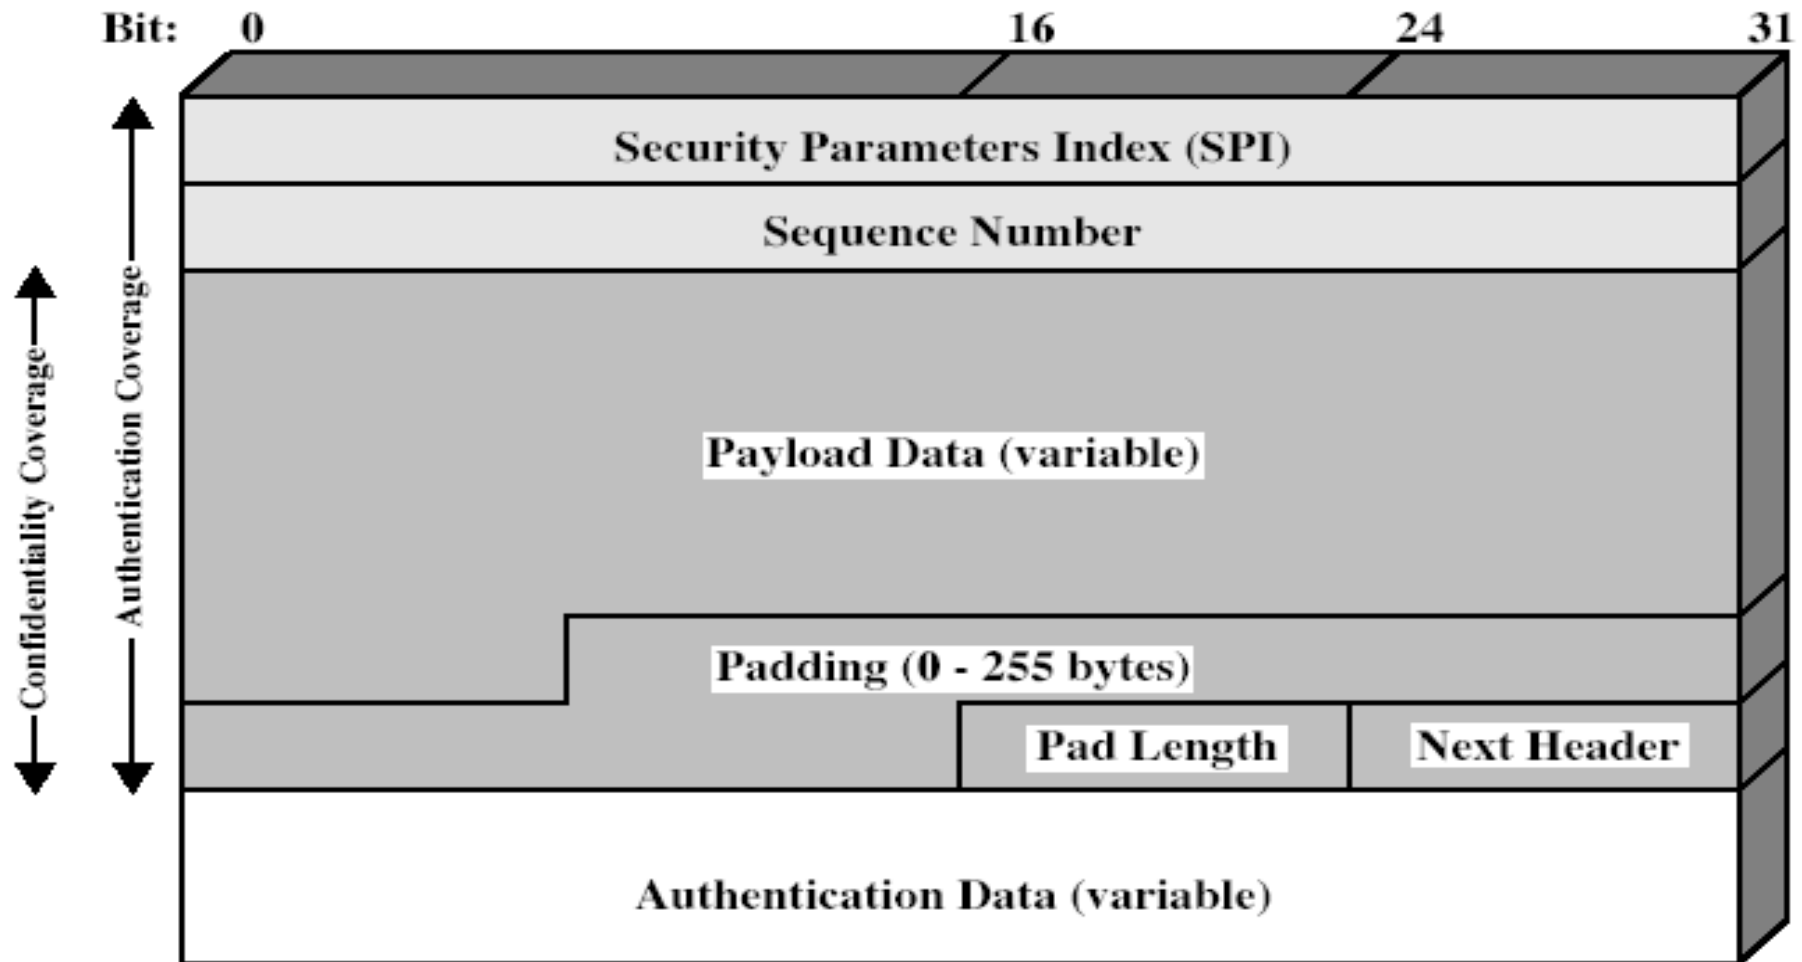 Bit: 0 16 24 31
Security Parameters Index (SPI)
Sequence Number
Confidentiality Coverage
Authentication Coverage
Payload Data (variable)
Padding (0 - 255 bytes)
Pad Length
Next Header
Authentication Data (variable)